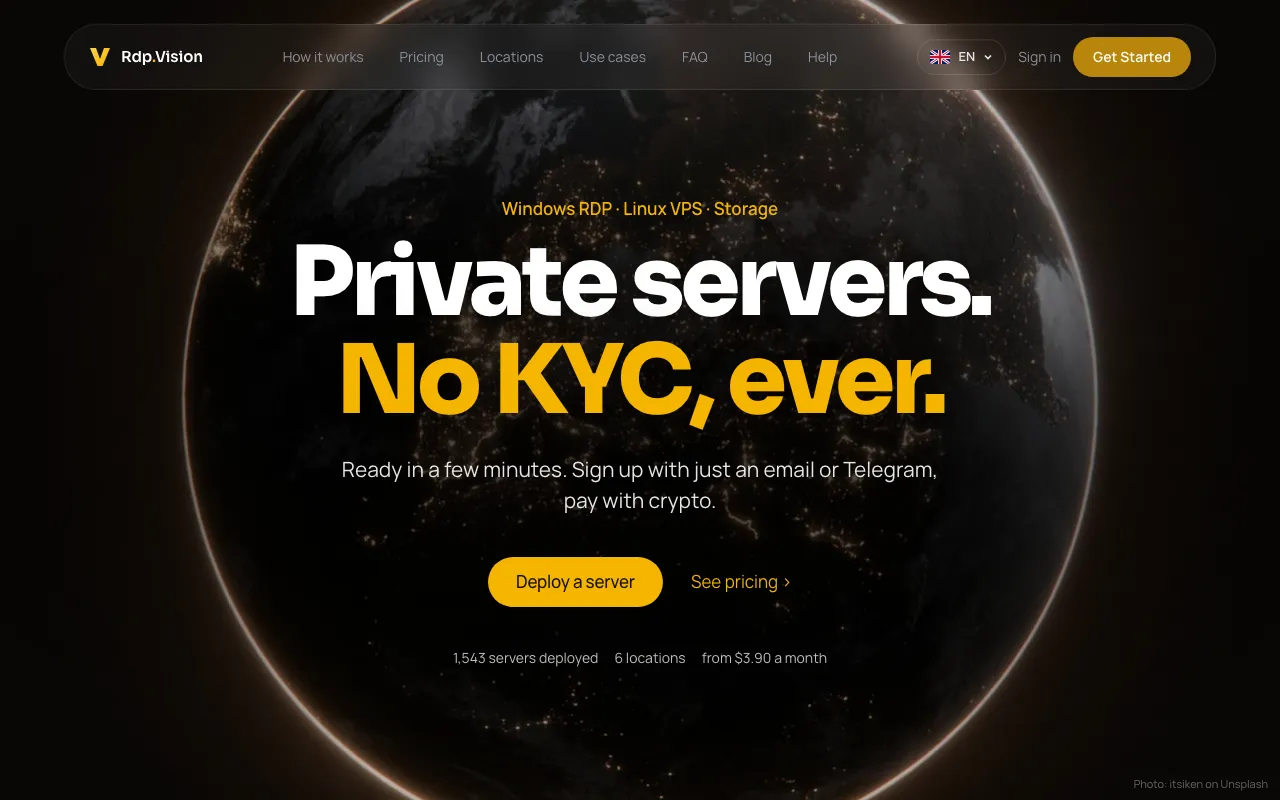 Rdp.Vision
How it works
Pricing
Locations
Use cases
FAQ
Blog
Help
EN
Sign in
Get Started
Windows RDP · Linux VPS · Storage
Private servers.
No KYC, ever.
Ready in a few minutes. Sign up with just an email or Telegram,
pay with crypto.
Deploy a server
See pricing ›
1,543 servers deployed
6 locations
from $3.90 a month
Photo: itsiken on Unsplash